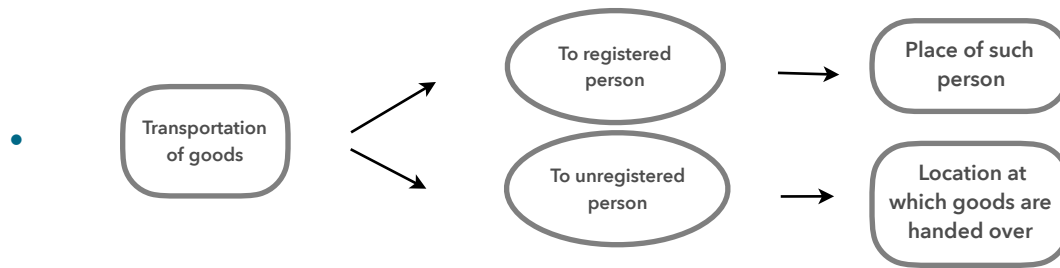 Transportation
of goods
To registered
person
Place of such
person
To unregistered
person
Location at
which goods are
handed over